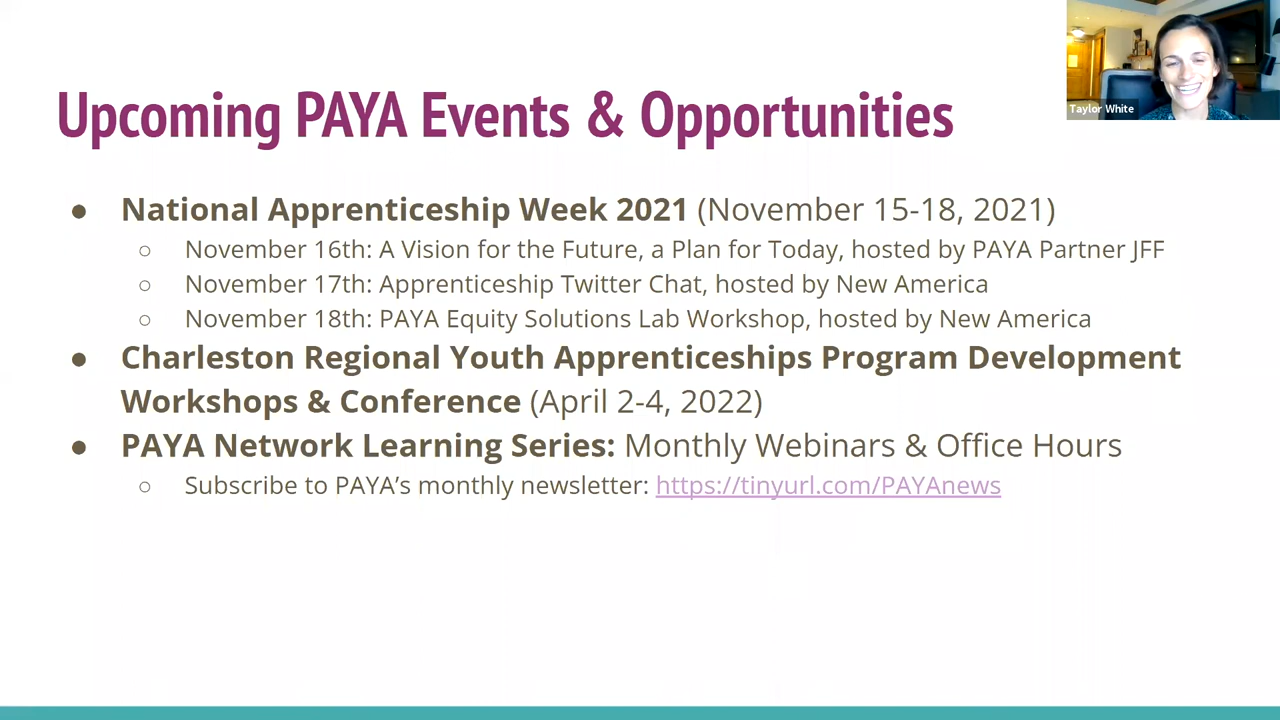 Taylor White
Upcoming PAYA Events & Opportunities
● National Apprenticeship Week 2021 (November 15-18, 2021)
○ November 16th: A Vision for the Future, a Plan for Today, hosted by PAYA Partner JFF
○ November 17th: Apprenticeship Twitter Chat, hosted by New America
○ November 18th: PAYA Equity Solutions Lab Workshop, hosted by New America
● Charleston Regional Youth Apprenticeships Program Development
Workshops & Conference (April 2-4, 2022)
● PAYA Network Learning Series: Monthly Webinars & Office Hours
○ Subscribe to PAYA’s monthly newsletter: https://tinyurl.com/PAYAnews